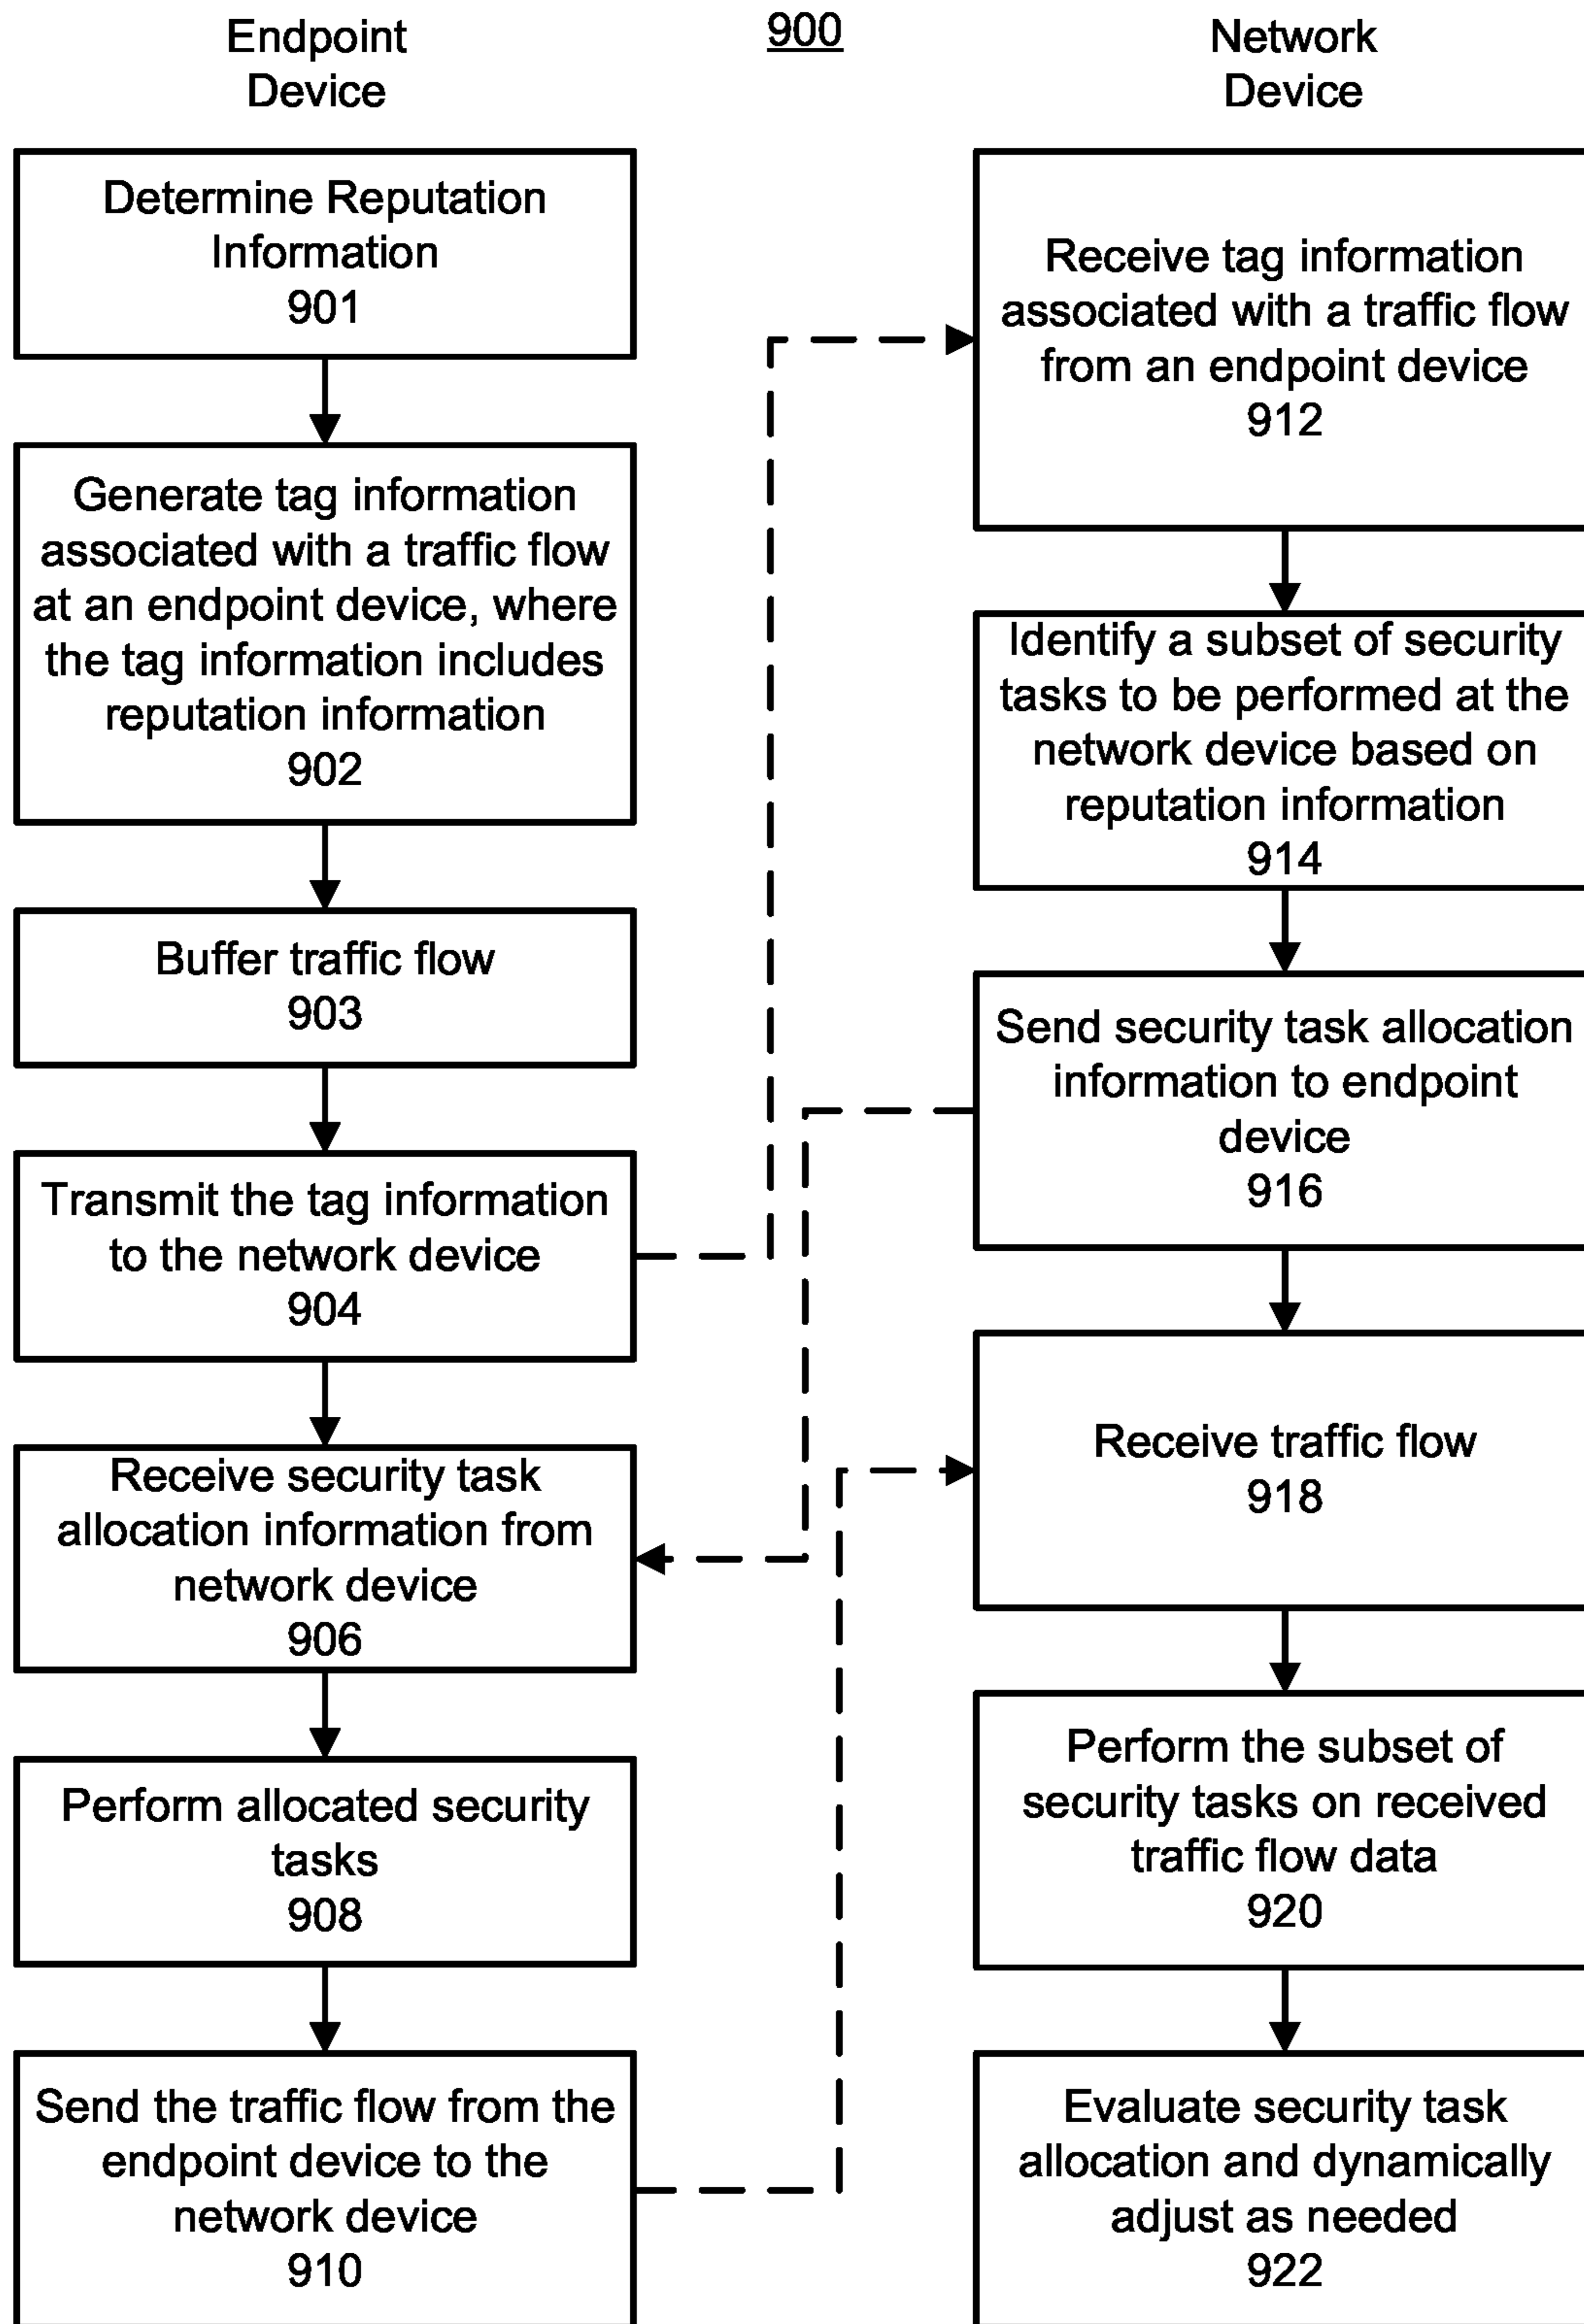 Endpoint
Device
900
Network
Device
Determine Reputation
Information
901
Generate tag information
associated with a traffic flow
at an endpoint device, where
the tag information includes
reputation information
902
Buffer traffic flow
903
Transmit the tag information
to the network device
904
Receive security task
allocation information from
network device
906
Perform allocated security
tasks
908
Send the traffic flow from the
endpoint device to the
network device
910
Receive tag information
associated with a traffic flow
from an endpoint device
912
Identify a subset of security
tasks to be performed at the
network device based on
reputation information
914
Send security task allocation
information to endpoint
device
916
Receive traffic flow
918
Perform the subset of
security tasks on received
traffic flow data
920
Evaluate security task
allocation and dynamically
adjust as needed
922